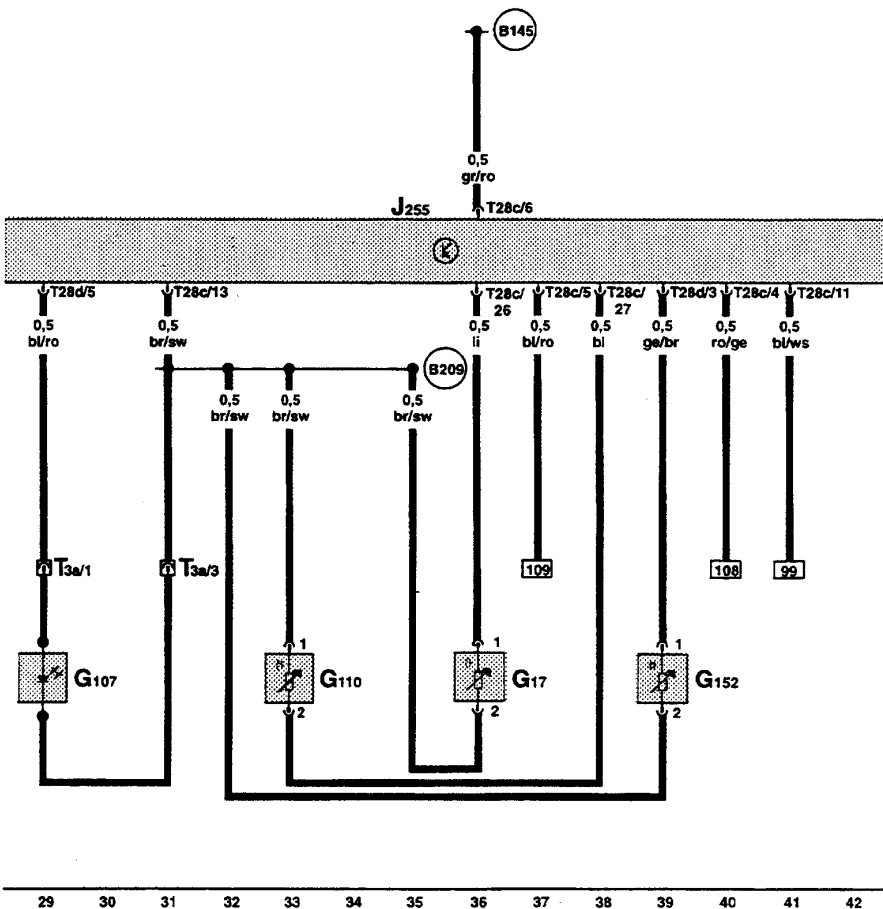 B145
0,5
gr/ro
J255
T28c/6
K
T28d/5
T28c/13
T28c/
26
T28c/5
T28c/
27
T28d/3
T28c/4
T28c/11
0,5
bl/ro
0,5
br/sw
0,5
li
0,5
bl/ro
0,5
bl
0,5
ge/br
0,5
ro/ge
0,5
bl/ws
B209
0,5
br/sw
0,5
br/sw
0,5
br/sw
T3a/1
T3a/3
109
108
99
1
1
1
G107
G110
G17
G152
2
2
2
29 30 31 32 33 34 35 36 37 38 39 40 41 42